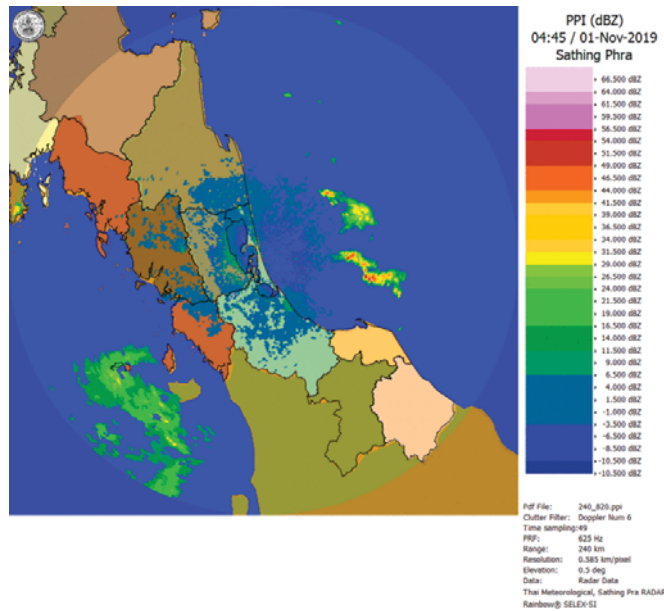 PPI (dBZ)
04:45 / 01-Nov-2019
Sathing Phra
66.500 dBZ
64.000 dBZ
61.500 dBZ
59.500 dBZ
56.500 dBZ
54.000 dBZ
51.500 dBZ
49.000 dBZ
46.500 dBZ
44.000 dBZ
41.500 dBZ
39.000 dBZ
36.500 dBZ
34.000 dBZ
31.500 dBZ
29.000 dBZ
26.500 dBZ
24.000 dBZ
21.500 dBZ
19.000 dBZ
16.500 dBZ
14.000 dBZ
11.500 dBZ
9.000 dBZ
6.500 dBZ
4.000 dBZ
1.500 dBZ
-1.000 dBZ
-3.500 dBZ
-6.500 dBZ
-8.500 dBZ
-10.500 dBZ
-10.500 dBZ
Pdf File: 240_820.ppi
Clutter Filter: Doppler Num 6
Time sampling:49
PRF: 625 Hz
Range: 240 km
Resolution: 0.585 km/pixel
Elevation: 0.5 deg
Data: Radar Data
Thai Meteorological, Sathing Pra RADAR
Rainbow® SELEX-SI